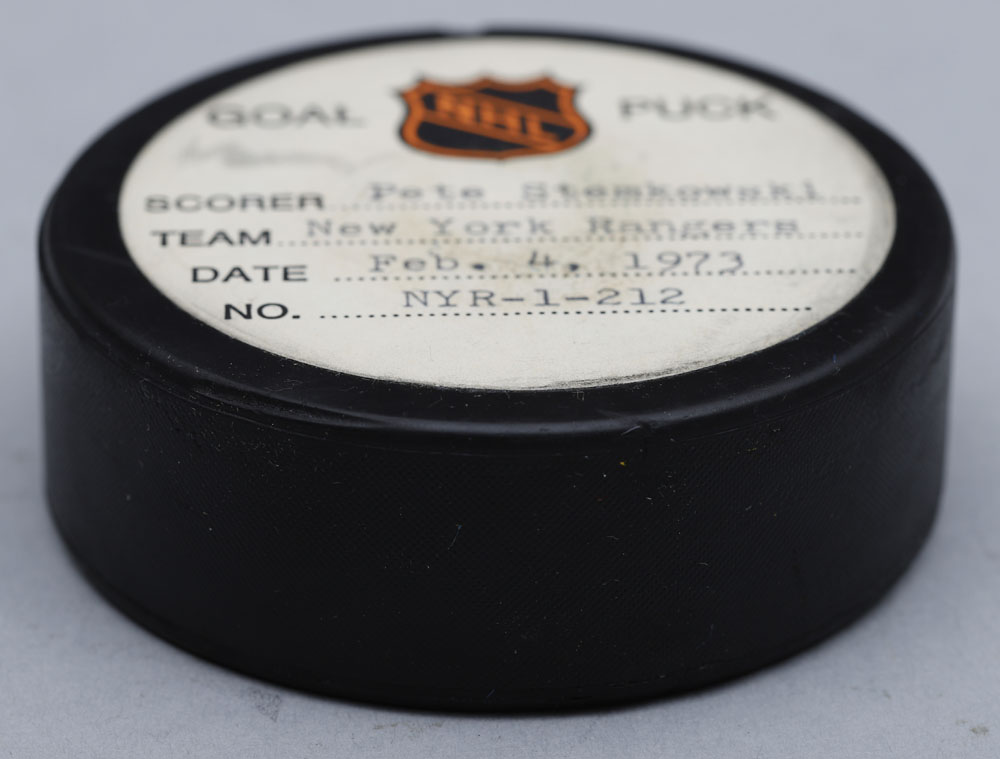 GOAL NHL PUCK
SCORER Pete Stemkowski
TEAM New York Rangers
DATE Feb. 4, 1973
NO. NYR-1-212